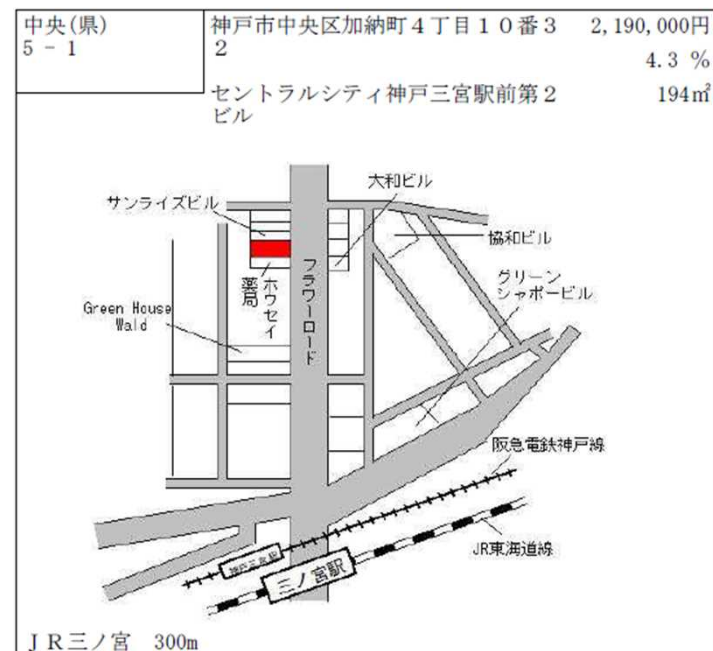 中央(県)
5 - 1
神戸市中央区加納町４丁目１０番３
２
2,190,000円
4.3 %
セントラルシティ神戸三宮駅前第２
ビル
194㎡
大和ビル
サンライズビル
協和ビル
フラワーロード
グリーン
シャポービル
ホウセイ
薬局
Green House
Wald
阪急電鉄神戸線
神戸三宮駅
三ノ宮駅
JR東海道線
ＪＲ三ノ宮　300m